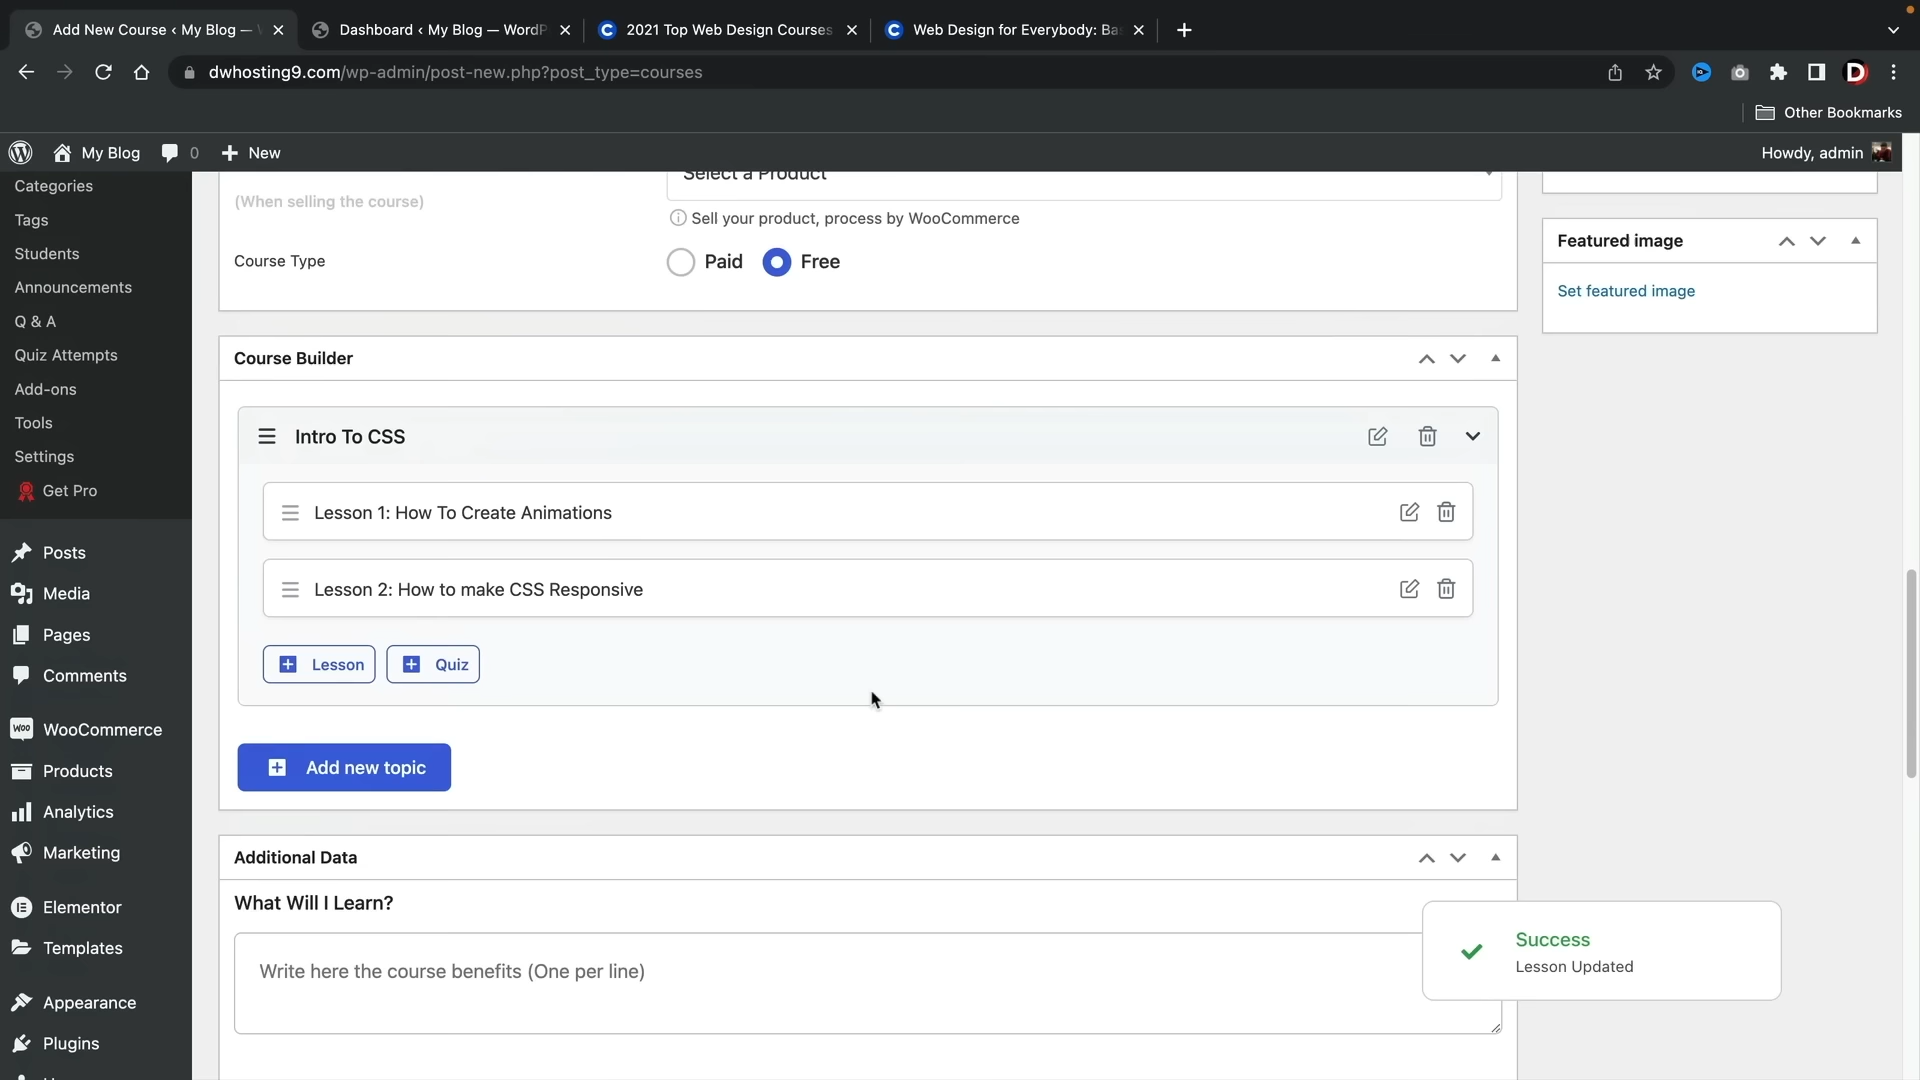 Add New Course ‹ My Blog —
Dashboard ‹ My Blog — WordP
2021 Top Web Design Courses
Web Design for Everybody: Ba
dwhosting9.com/wp-admin/post-new.php?post_type=courses
Other Bookmarks
My Blog
0
New
Howdy, admin
Categories
Tags
Students
Announcements
Q & A
Quiz Attempts
Add-ons
Tools
Settings
Get Pro
Posts
Media
Pages
Comments
WooCommerce
Products
Analytics
Marketing
Elementor
Templates
Appearance
Plugins
Select a Product
(When selling the course)
Sell your product, process by WooCommerce
Course Type
Paid
Free
Course Builder
Intro To CSS
Lesson 1: How To Create Animations
Lesson 2: How to make CSS Responsive
Lesson
Quiz
Add new topic
Additional Data
What Will I Learn?
Write here the course benefits (One per line)
Featured image
Set featured image
Success
Lesson Updated